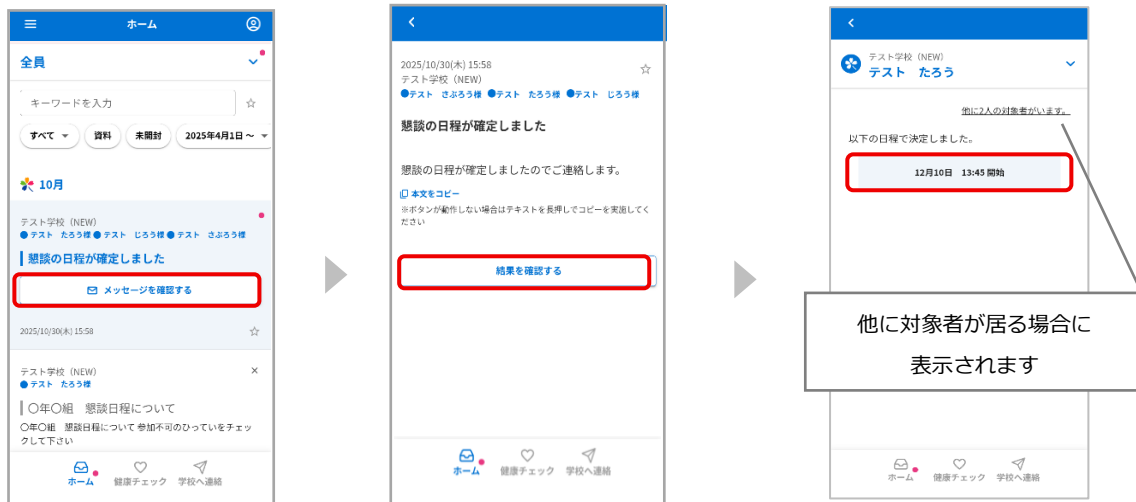 ホーム
全員
キーワードを入力
すべて
資料
未開封
2025年4月1日 ~
10月
テスト学校（NEW）
●テスト たろう様●テスト じろう様●テスト さぶろう様
懇談の日程が確定しました
メッセージを確認する
2025/10/30(木) 15:58
テスト学校（NEW）
●テスト たろう様
〇年〇組 懇談日程について
〇年〇組 懇談日程について 参加不可のひっていをチェッ
クして下さい
ホーム
健康チェック
学校へ連絡
2025/10/30(木) 15:58
テスト学校（NEW）
●テスト さぶろう様 ●テスト たろう様 ●テスト じろう様
懇談の日程が確定しました
懇談の日程が確定しましたのでご連絡します。
本文をコピー
※ボタンが動作しない場合はテキストを長押してコピーを実施してく
ださい
結果を確認する
ホーム
健康チェック
学校へ連絡
テスト学校（NEW）
テスト たろう
他に2人の対象者がいます。
以下の日程で決定しました。
12月10日 13:45 開始
他に対象者が居る場合に
表示されます
ホーム
健康チェック
学校へ連絡